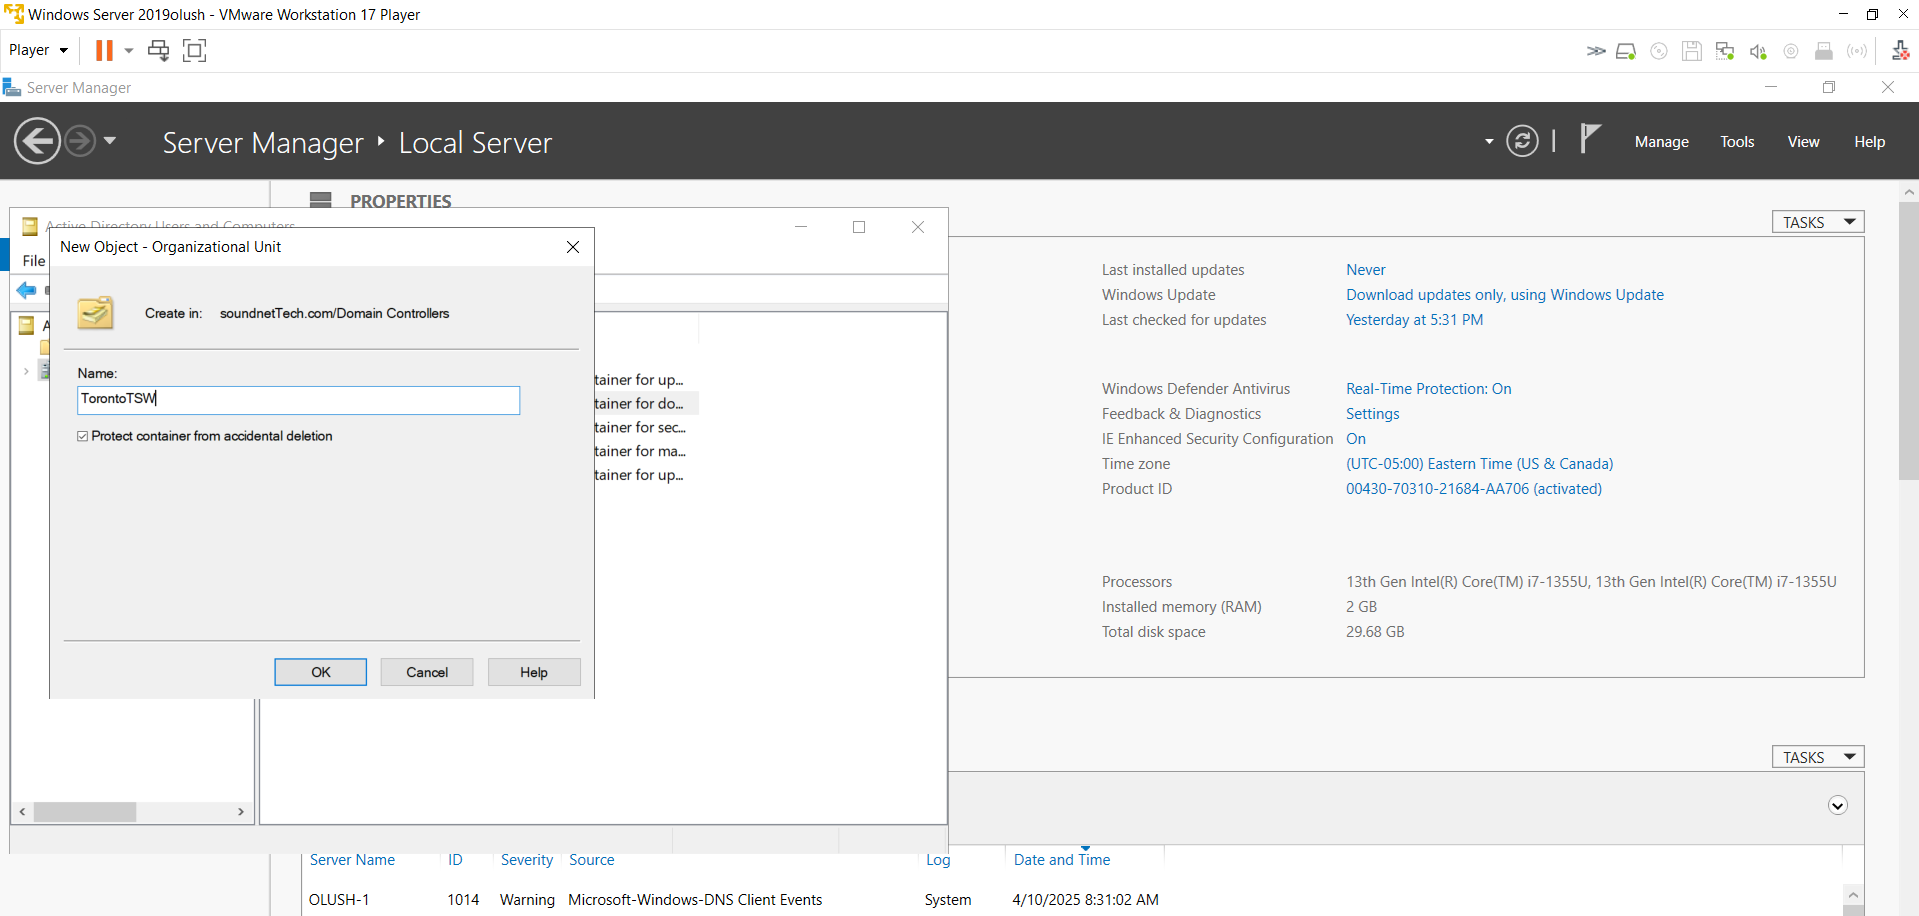 Windows Server 2019olush - VMware Workstation 17 Player
Player
Server Manager
Server Manager Local Server
Manage Tools View Help
PROPERTIES
TASKS
Active Directory Users and Computers
File
New Object - Organizational Unit
Create in: soundnetTech.com/Domain Controllers
Name:
TorontoTSW
Protect container from accidental deletion
OK Cancel Help
A
tainer for up...
tainer for do...
tainer for sec...
tainer for ma...
tainer for up...
Last installed updates Never
Windows Update Download updates only, using Windows Update
Last checked for updates Yesterday at 5:31 PM
Windows Defender Antivirus Real-Time Protection: On
Feedback & Diagnostics Settings
IE Enhanced Security Configuration On
Time zone (UTC-05:00) Eastern Time (US & Canada)
Product ID 00430-70310-21684-AA706 (activated)
Processors 13th Gen Intel(R) Core(TM) i7-1355U, 13th Gen Intel(R) Core(TM) i7-1355U
Installed memory (RAM) 2 GB
Total disk space 29.68 GB
TASKS
Server Name ID Severity Source Log Date and Time
OLUSH-1 1014 Warning Microsoft-Windows-DNS Client Events System 4/10/2025 8:31:02 AM